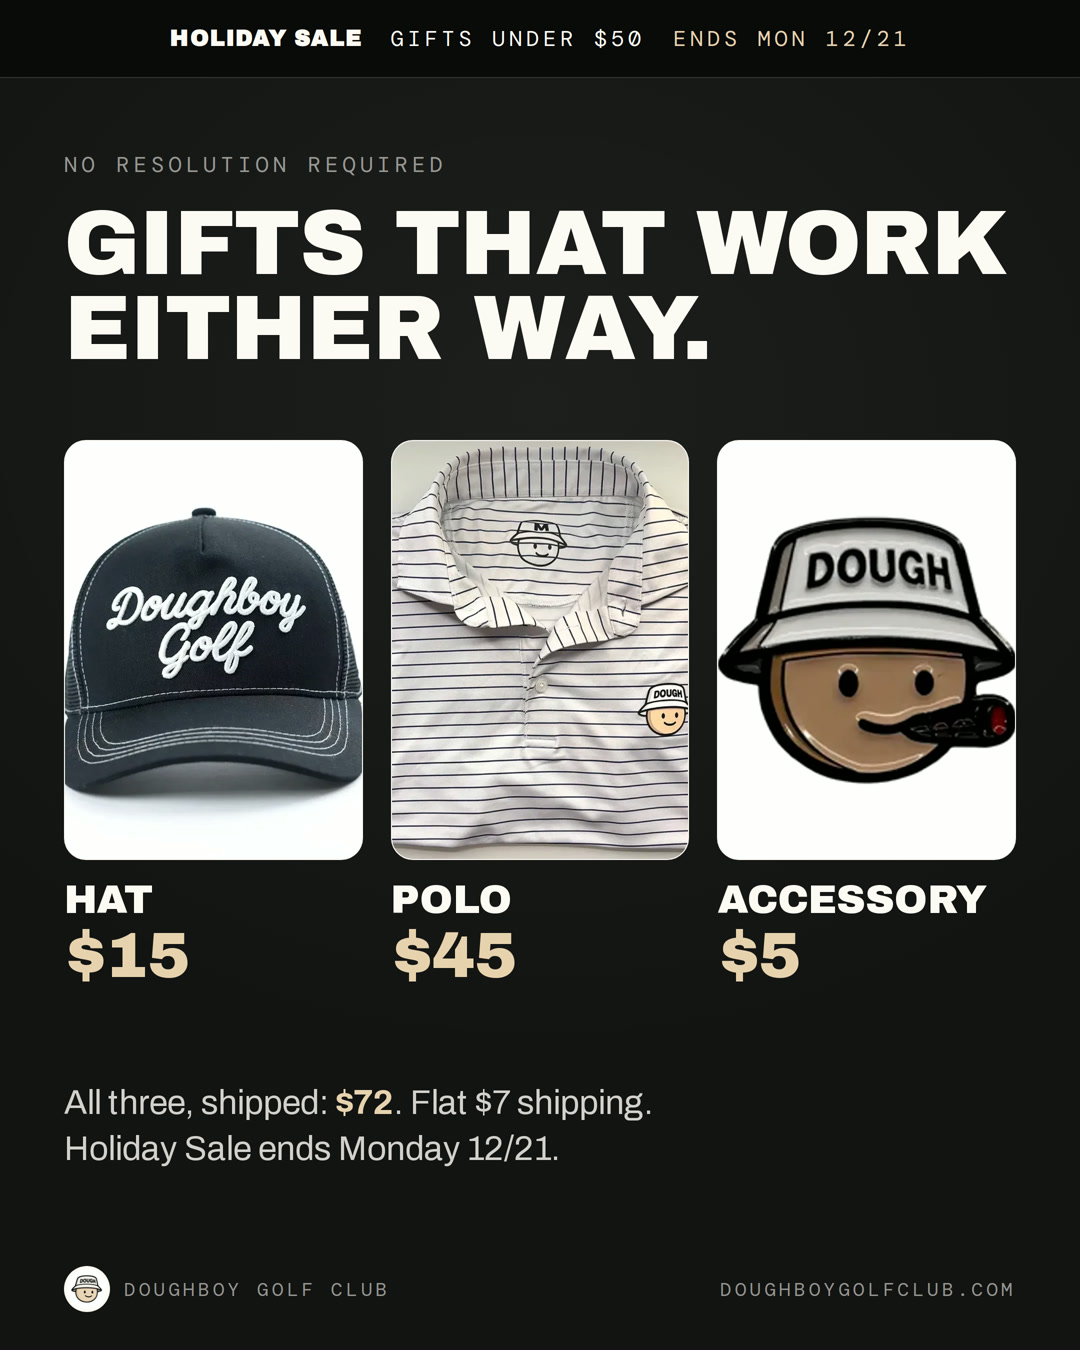 HOLIDAY SALE GIFTS UNDER $50 ENDS MON 12/21
NO RESOLUTION REQUIRED
GIFTS THAT WORK
EITHER WAY.
Doughboy
Golf
M
DOUGH
DOUGH
HAT
$15
POLO
$45
ACCESSORY
$5
All three, shipped: $72. Flat $7 shipping.
Holiday Sale ends Monday 12/21.
DOUGH
DOUGHBOY GOLF CLUB
DOUGHBOYGOLFCLUB.COM